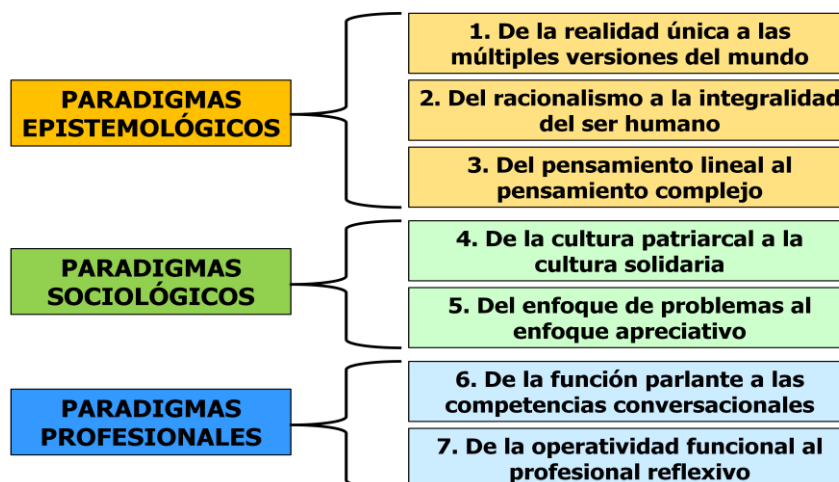 PARADIGMAS
EPISTEMOLÓGICOS
1. De la realidad única a las
múltiples versiones del mundo
2. Del racionalismo a la integralidad
del ser humano
3. Del pensamiento lineal al
pensamiento complejo
PARADIGMAS
SOCIOLÓGICOS
4. De la cultura patriarcal a la
cultura solidaria
5. Del enfoque de problemas al
enfoque apreciativo
PARADIGMAS
PROFESIONALES
6. De la función parlante a las
competencias conversacionales
7. De la operatividad funcional al
profesional reflexivo